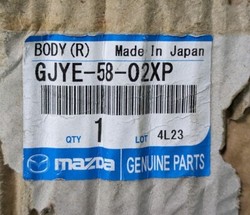 BODY (R) Made In Japan
GJYE-58-02XP
QTY 1 LOT 4L23
mazda GENUINE PARTS